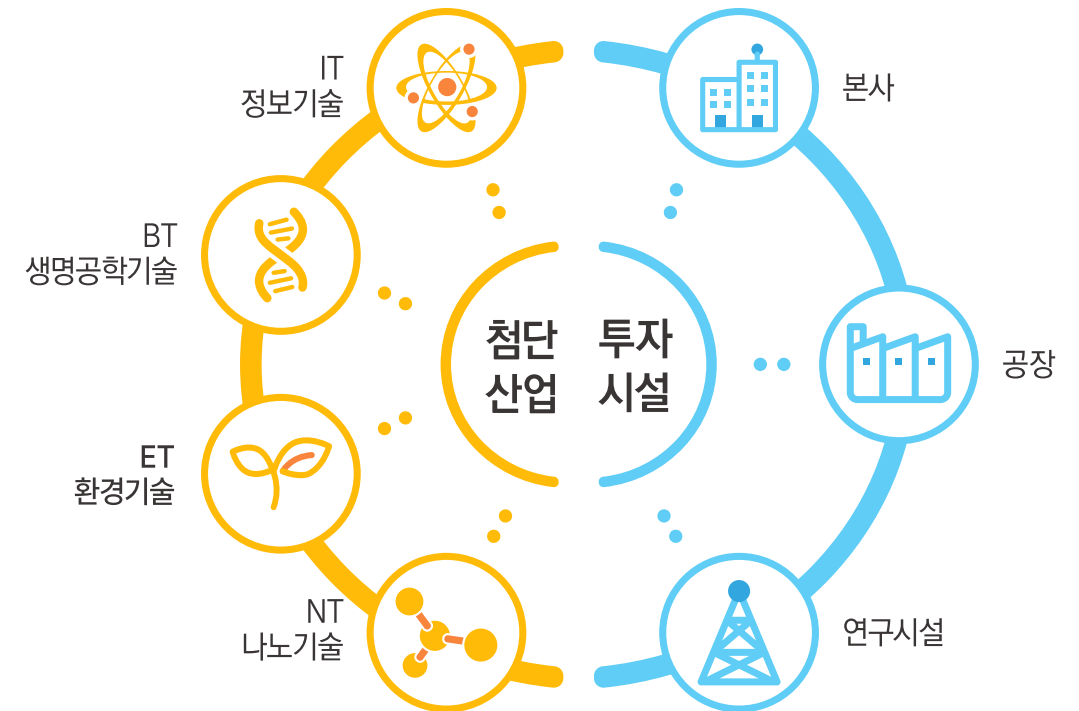 IT
정보기술
BT
생명공학기술
ET
환경기술
NT
나노기술
첨단
산업
투자
시설
본사
공장
연구시설